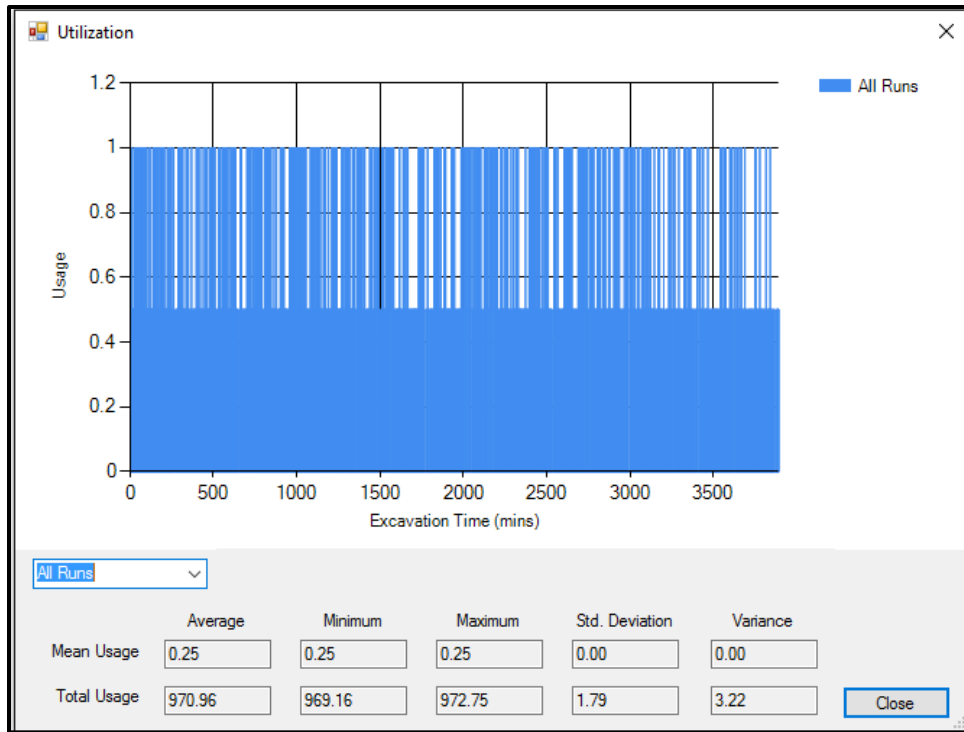 Utilization
1.2
All Runs
1
0.8
0.6
0.4
0.2
0
Usage
0 500 1000 1500 2000 2500 3000 3500
Excavation Time (mins)
All Runs
Average Minimum Maximum Std. Deviation Variance
Mean Usage 0.25 0.25 0.25 0.00 0.00
Total Usage 970.96 969.16 972.75 1.79 3.22
Close